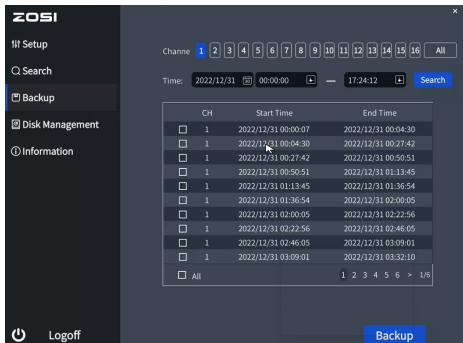 ZOSI
×
Setup
Channe 1 2 3 4 5 6 7 8 9 10 11 12 13 14 15 16 All
Search
Time: 2022/12/31 00:00:00 — 17:24:12 Search
Backup
CH Start Time End Time
Disk Management
1 2022/12/31 00:00:07 2022/12/31 00:04:30
1 2022/12/31 00:04:30 2022/12/31 00:27:42
Information
1 2022/12/31 00:27:42 2022/12/31 00:50:51
1 2022/12/31 00:50:51 2022/12/31 01:13:45
1 2022/12/31 01:13:45 2022/12/31 01:36:54
1 2022/12/31 01:36:54 2022/12/31 02:00:05
1 2022/12/31 02:00:05 2022/12/31 02:22:56
1 2022/12/31 02:22:56 2022/12/31 02:46:05
1 2022/12/31 02:46:05 2022/12/31 03:09:01
1 2022/12/31 03:09:01 2022/12/31 03:32:10
All 1 2 3 4 5 6 > 1/6
Logoff
Backup